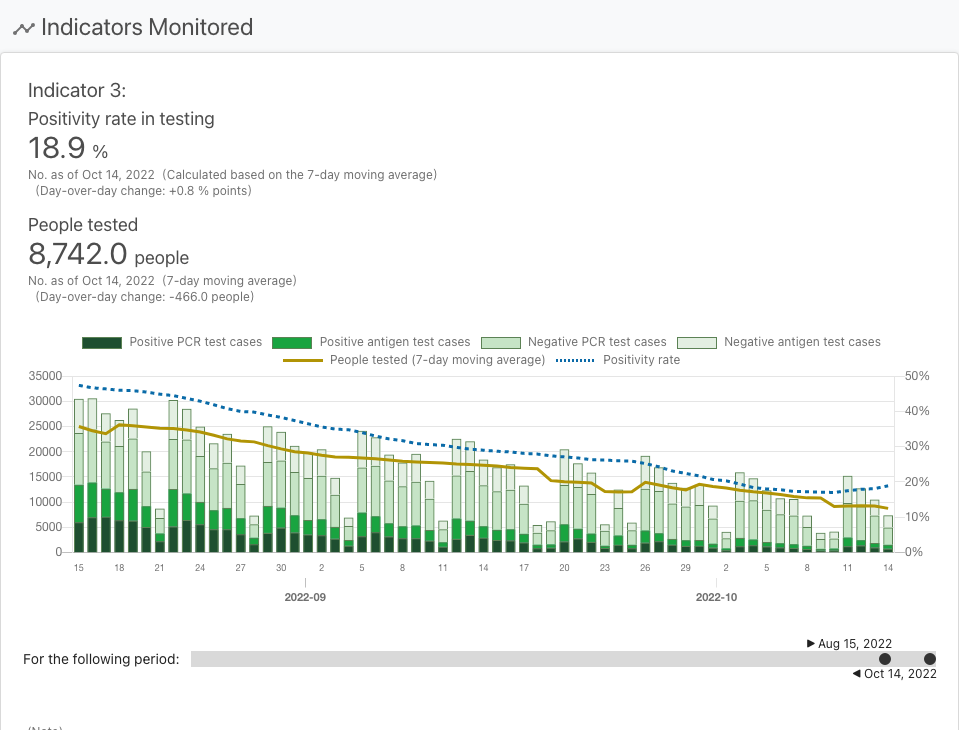 Indicators Monitored
Indicator 3:
Positivity rate in testing
18.9 %
No. as of Oct 14, 2022 (Calculated based on the 7-day moving average)
(Day-over-day change: +0.8 % points)
People tested
8,742.0 people
No. as of Oct 14, 2022 (7-day moving average)
(Day-over-day change: -466.0 people)
Positive PCR test cases Positive antigen test cases Negative PCR test cases Negative antigen test cases
People tested (7-day moving average) Positivity rate
35000 50%
30000 40%
25000
20000 30%
15000 20%
10000
5000 10%
0 0%
15 18 21 24 27 30 2 5 8 11 14 17 20 23 26 29 2 5 8 11 14
2022-09 2022-10
▶ Aug 15, 2022
For the following period:
◀ Oct 14, 2022